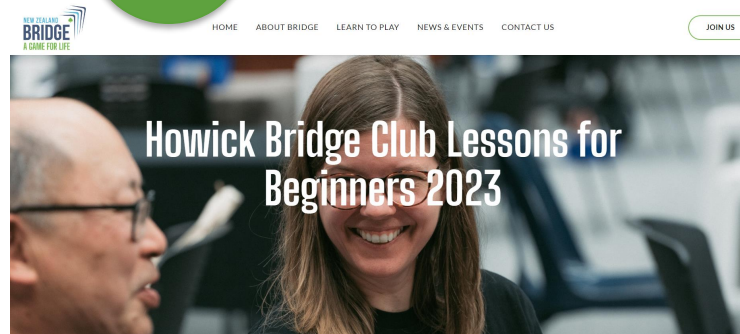 NEW ZEALAND
BRIDGE
A GAME FOR LIFE
HOME ABOUT BRIDGE LEARN TO PLAY NEWS & EVENTS CONTACT US
JOIN US
Howick Bridge Club Lessons for
Beginners 2023